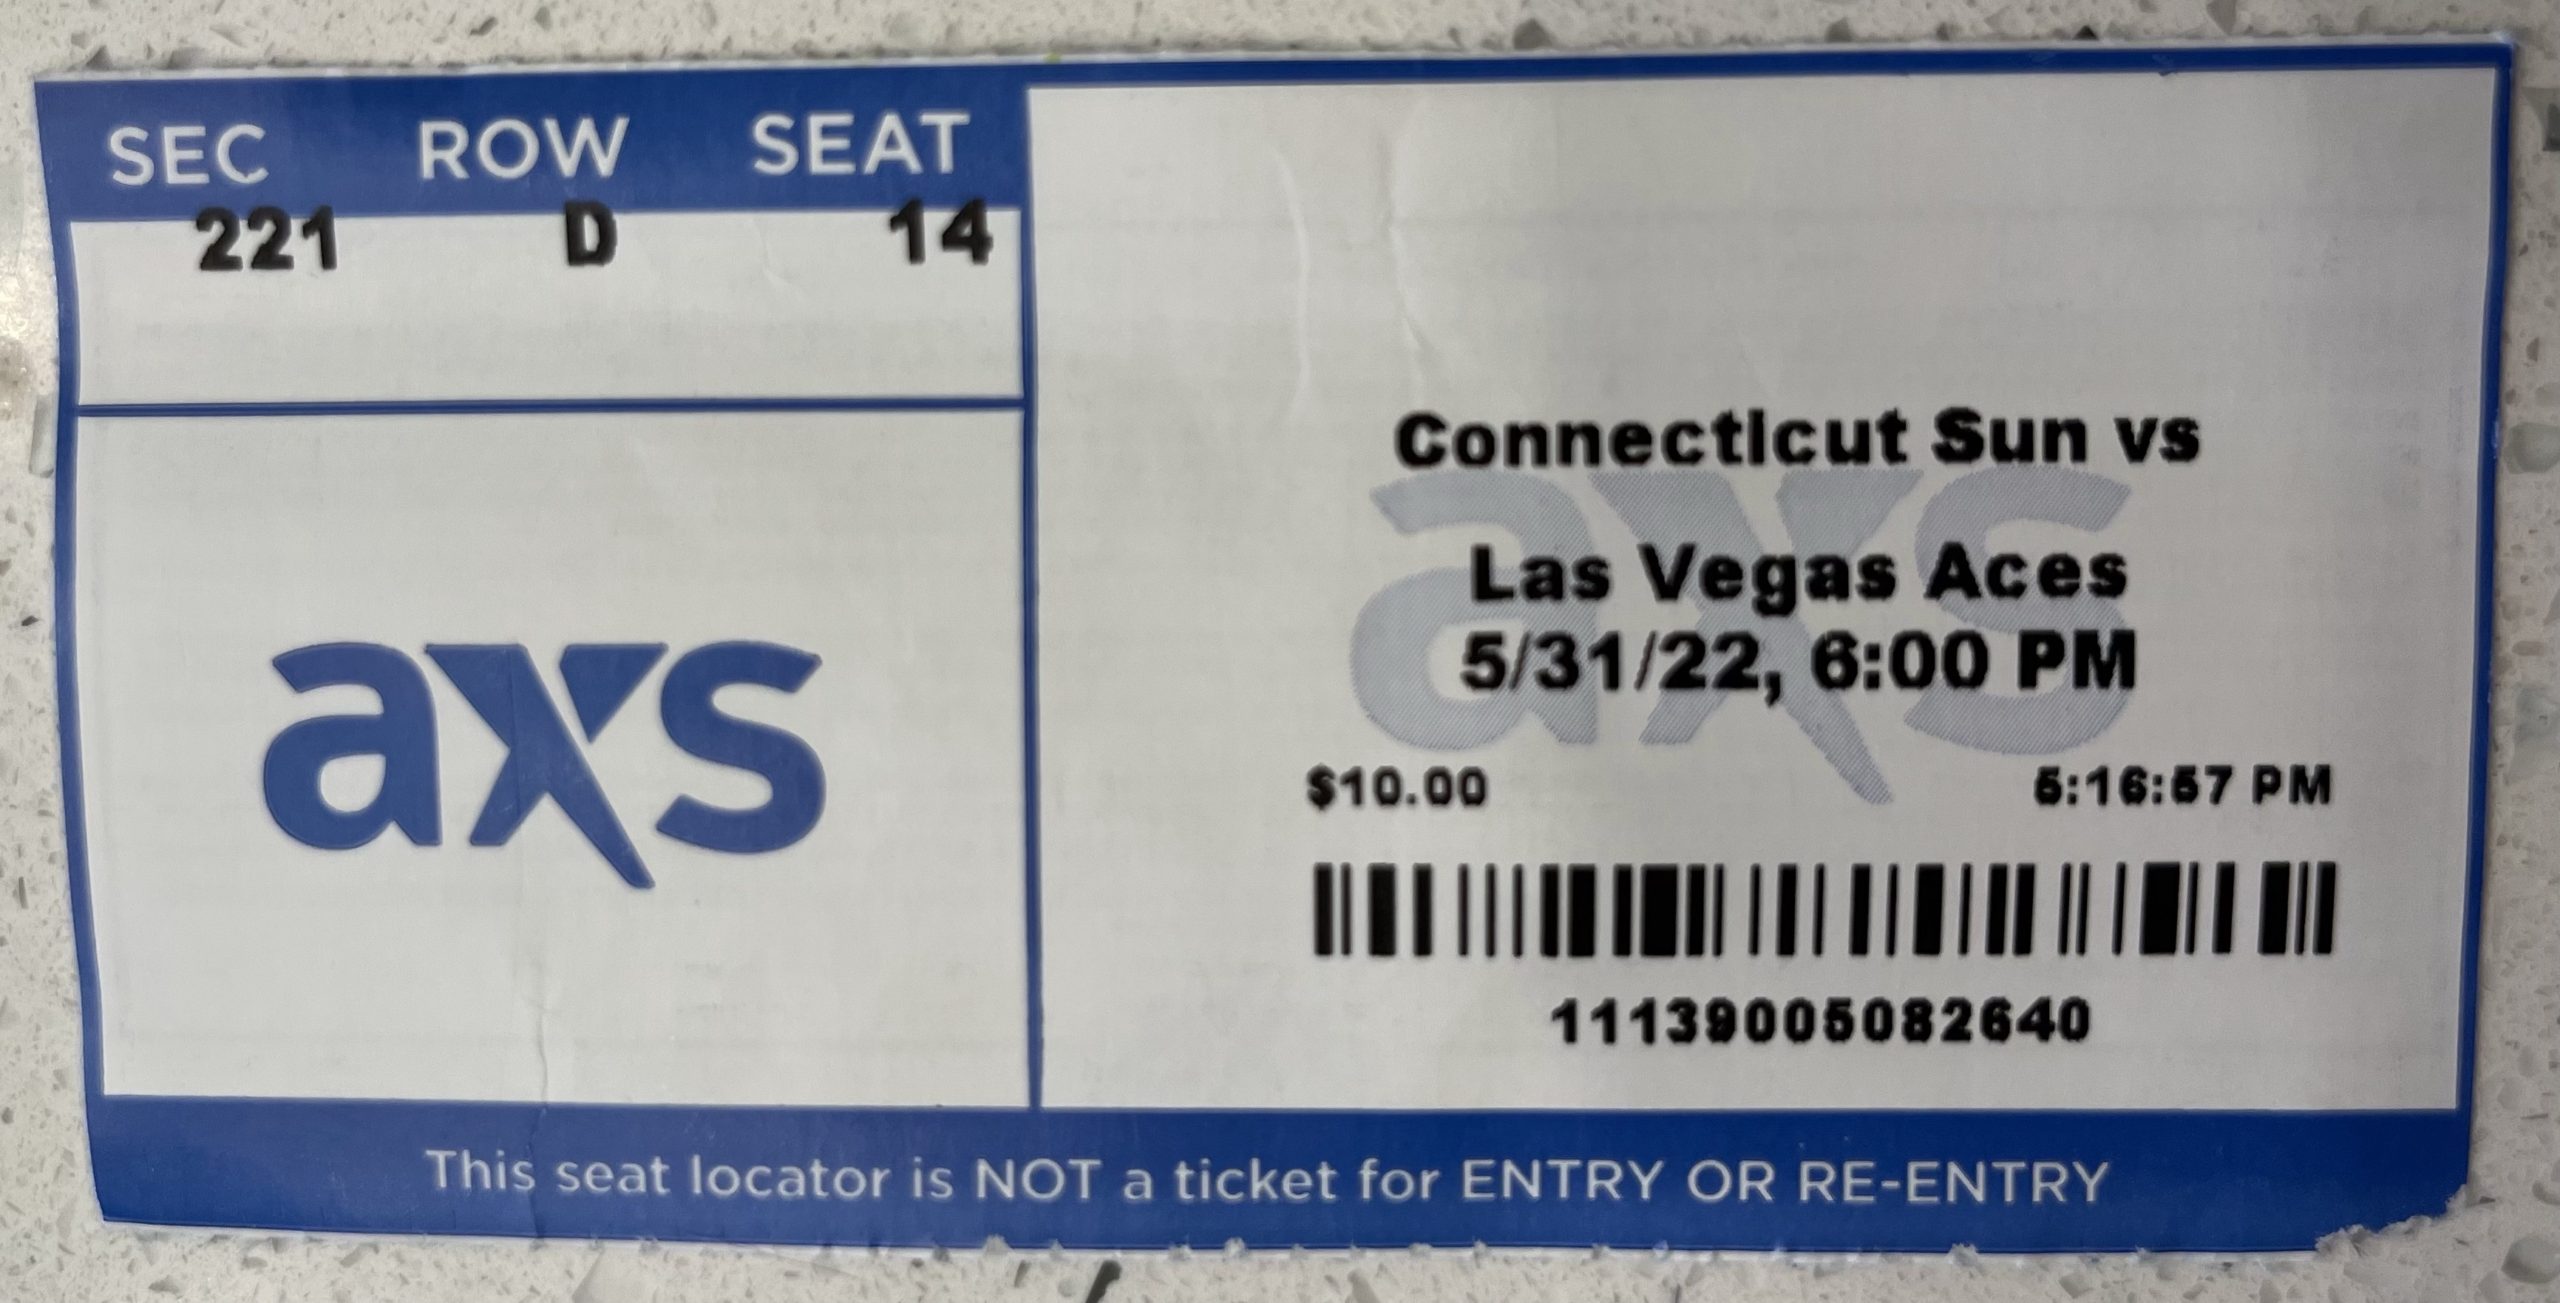 SEC ROW SEAT
221 D 14
axs
Connecticut Sun vs
axs
Las Vegas Aces
5/31/22, 6:00 PM
$10.00 5:16:57 PM
11139005082640
This seat locator is NOT a ticket for ENTRY OR RE-ENTRY